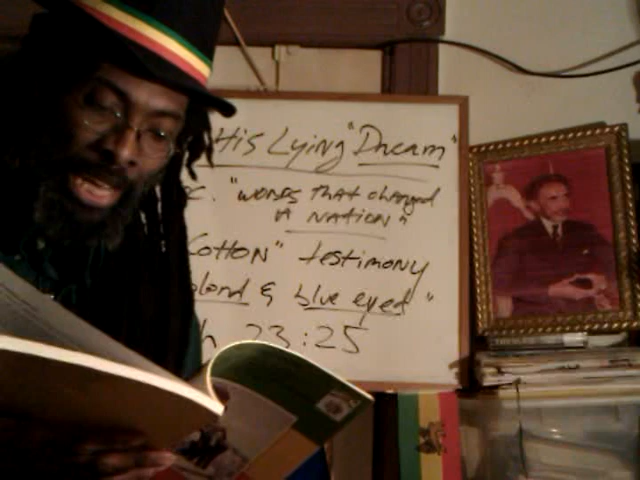 His Lying "Dream"
C. "words that changed
a NATION"
Cotton" testimony
blond & blue eyed"
23:25